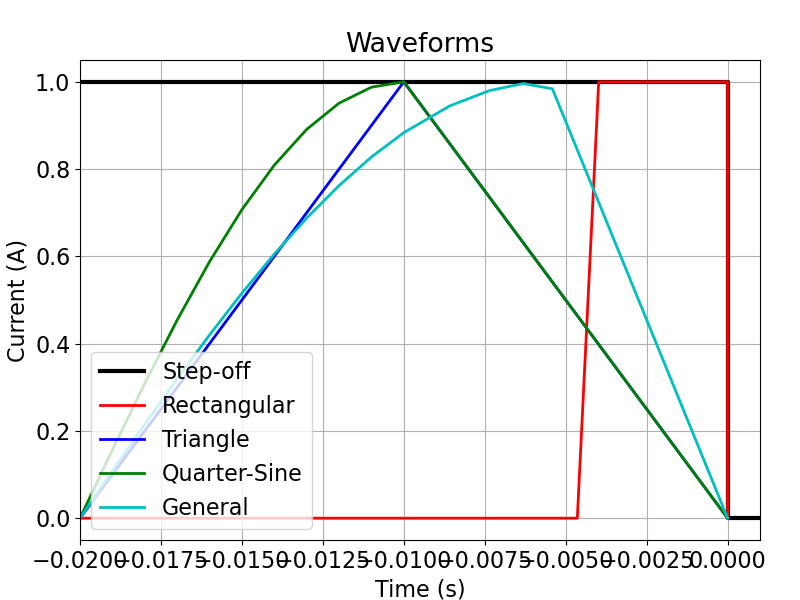 Waveforms
1.0
0.8
0.6
0.4
0.2
0.0
Current (A)
Step-off
Rectangular
Triangle
Quarter-Sine
General
−0.0200 −0.0175 −0.0150 −0.0125 −0.0100 −0.0075 −0.0050 −0.0025 0.0000
Time (s)